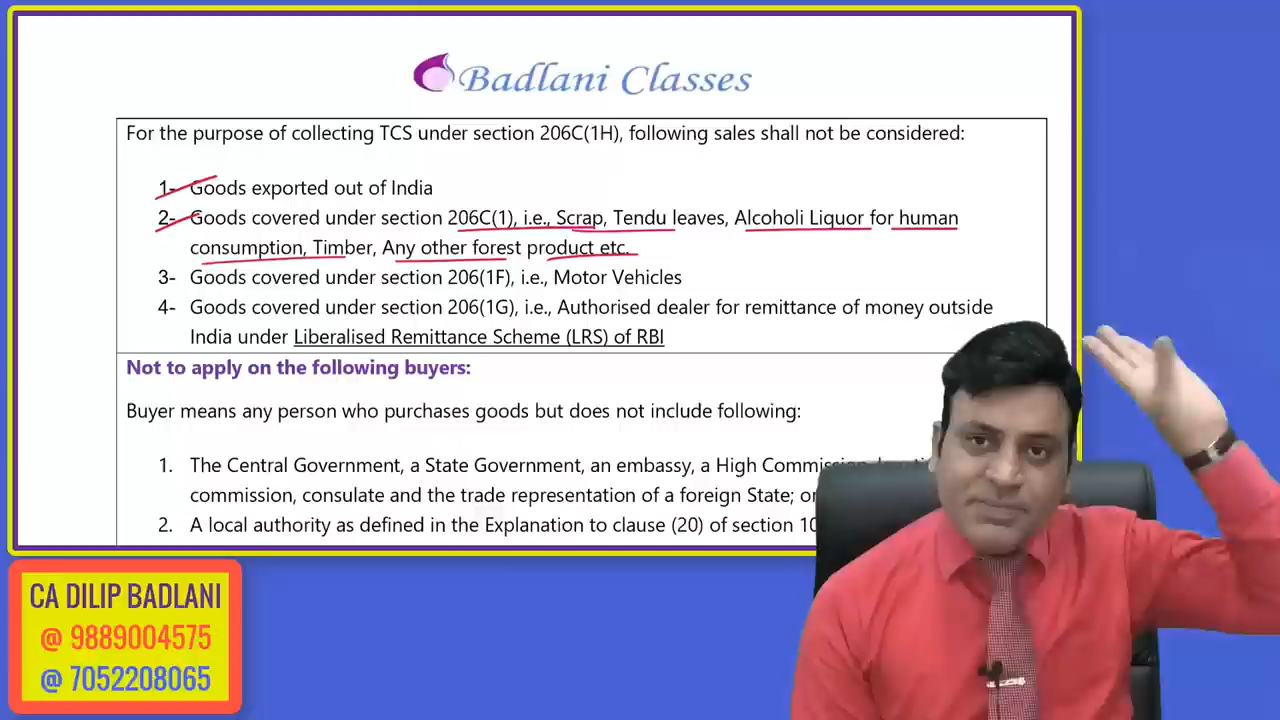 Badlani Classes
For the purpose of collecting TCS under section 206C(1H), following sales shall not be considered:
1- Goods exported out of India
2- Goods covered under section 206C(1), i.e., Scrap, Tendu leaves, Alcoholi Liquor for human
consumption, Timber, Any other forest product etc.
3- Goods covered under section 206(1F), i.e., Motor Vehicles
4- Goods covered under section 206(1G), i.e., Authorised dealer for remittance of money outside
India under Liberalised Remittance Scheme (LRS) of RBI
Not to apply on the following buyers:
Buyer means any person who purchases goods but does not include following:
1. The Central Government, a State Government, an embassy, a High Commission,
commission, consulate and the trade representation of a foreign State; or
2. A local authority as defined in the Explanation to clause (20) of section 10
CA DILIP BADLANI
@ 9889004575
@ 7052208065